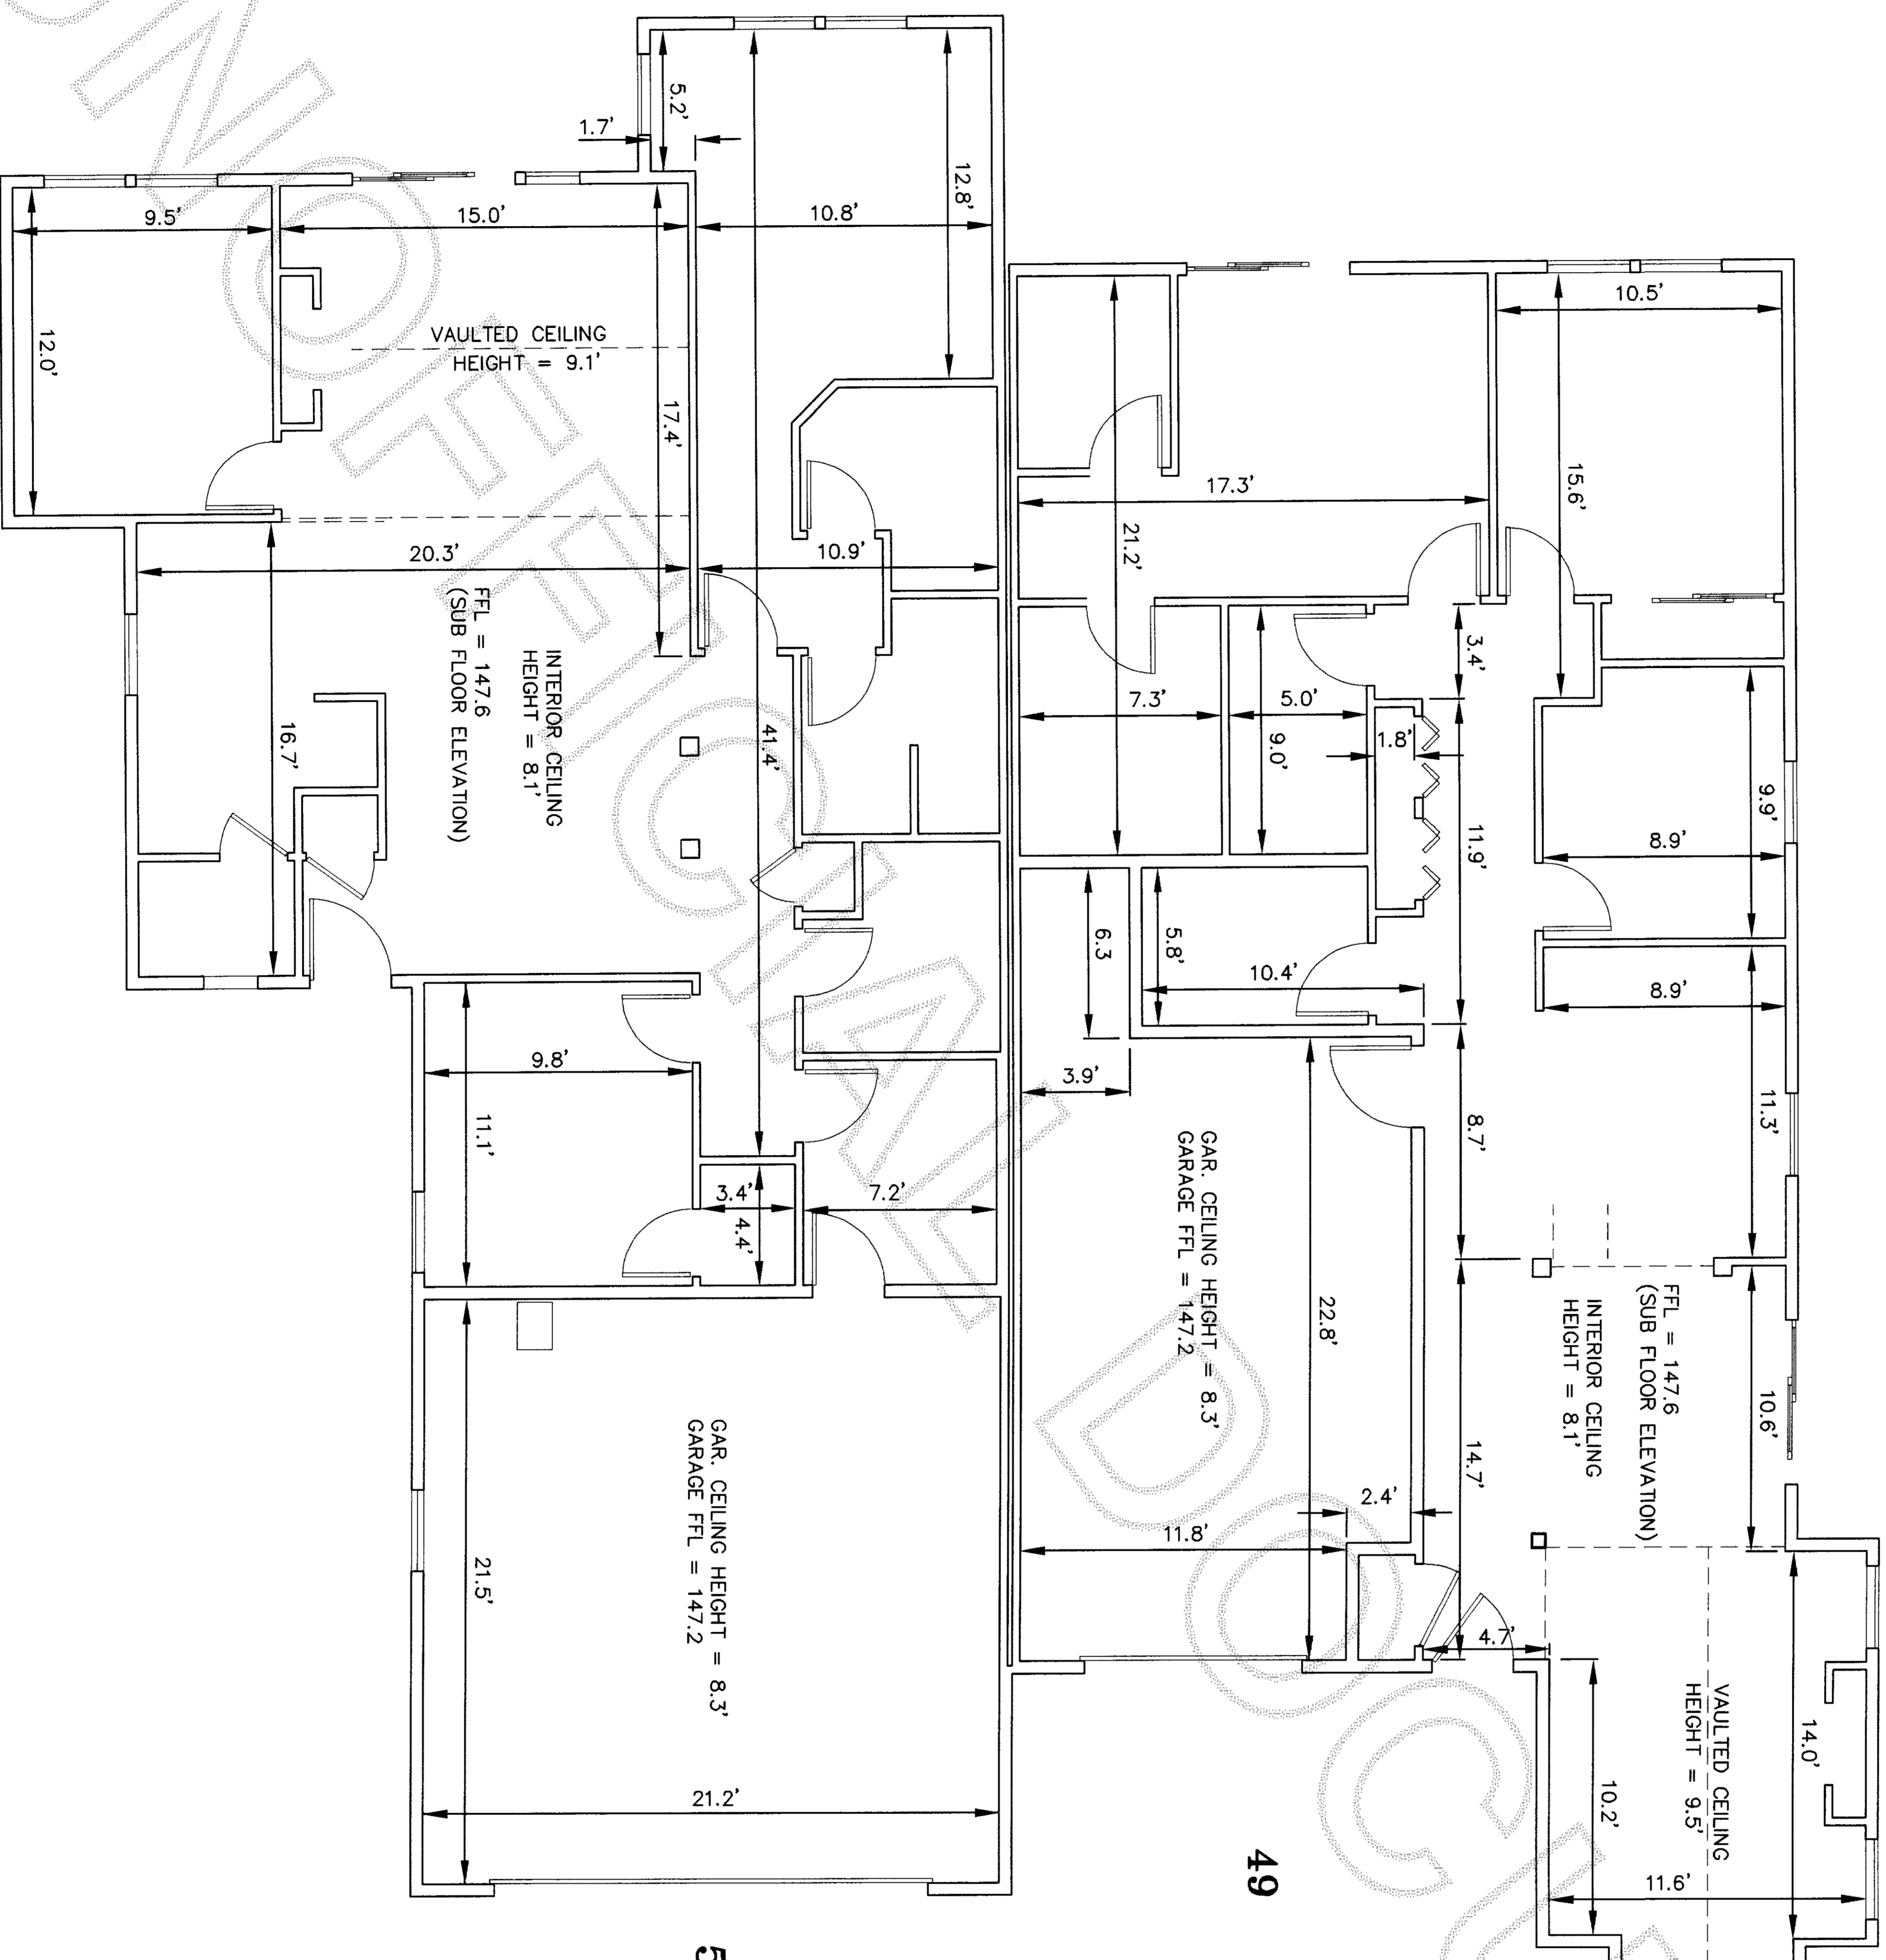 5.2'
1.7'
12.8'
9.5'
15.0'
10.8'
12.0'
VAULTED CEILING
HEIGHT = 9.1'
17.4'
20.3'
10.9'
FFL = 147.6
(SUB FLOOR ELEVATION)
INTERIOR CEILING
HEIGHT = 8.1'
16.7'
41.4'
9.8'
11.1'
3.4'
4.4'
7.2'
GAR. CEILING HEIGHT = 8.3'
GARAGE FFL = 147.2
21.5'
21.2'
10.5'
15.6'
17.3'
21.2'
3.4'
7.3'
5.0'
9.0'
1.8'
11.9'
9.9'
8.9'
6.3
5.8'
10.4'
8.9'
3.9'
8.7'
11.3'
GAR. CEILING HEIGHT = 8.3'
GARAGE FFL = 147.2
22.8'
FFL = 147.6
(SUB FLOOR ELEVATION)
INTERIOR CEILING
HEIGHT = 8.1'
10.6'
14.7'
2.4'
11.8'
4.7'
VAULTED CEILING
HEIGHT = 9.5'
14.0'
10.2'
11.6'
49
5
OFFICIAL